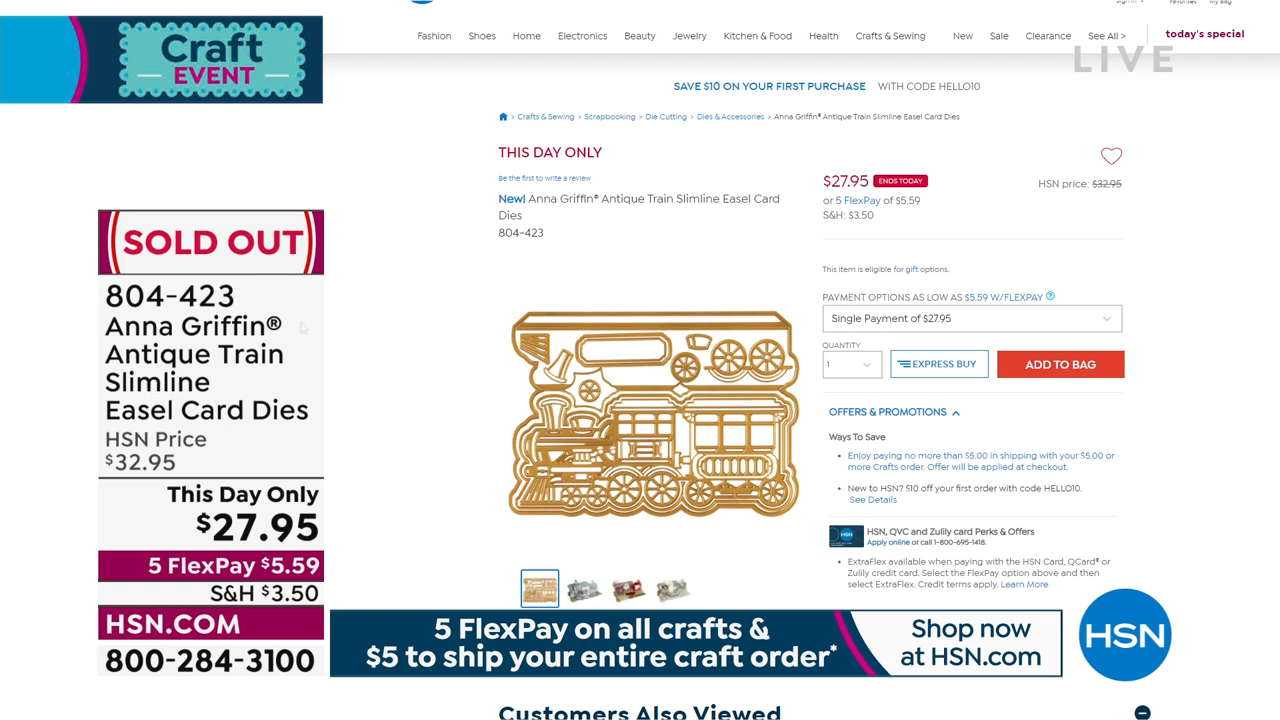 Craft
EVENT
Fashion Shoes Home Electronics Beauty Jewelry Kitchen & Food Health Crafts & Sewing New Sale Clearance See All > today's special
LIVE
SAVE $10 ON YOUR FIRST PURCHASE WITH CODE HELLO10
> Crafts & Sewing > Scrapbooking > Die Cutting > Dies & Accessories > Anna Griffin® Antique Train Slimline Easel Card Dies
THIS DAY ONLY
Be the first to write a review
New! Anna Griffin® Antique Train Slimline Easel Card
Dies
804-423
$27.95 ENDS TODAY
HSN price: $32.95
or 5 FlexPay of $5.59
S&H: $3.50
This item is eligible for gift options.
PAYMENT OPTIONS AS LOW AS $5.59 W/FLEXPAY ?
Single Payment of $27.95
QUANTITY
1
EXPRESS BUY
ADD TO BAG
OFFERS & PROMOTIONS
Ways To Save
• Enjoy paying no more than $5.00 in shipping with your $5.00 or
more Crafts order. Offer will be applied at checkout.
• New to HSN? $10 off your first order with code HELLO10.
See Details
HSN, QVC and Zulily card Perks & Offers
Apply online or call 1-800-695-1418.
• ExtraFlex available when paying with the HSN Card, QCard® or
Zulily credit card. Select the FlexPay option above and then
select ExtraFlex. Credit terms apply. Learn More
SOLD OUT
804-423
Anna Griffin®
Antique Train
Slimline
Easel Card Dies
HSN Price
$32.95
This Day Only
$27.95
5 FlexPay $5.59
S&H $3.50
HSN.COM
800-284-3100
5 FlexPay on all crafts &
$5 to ship your entire craft order*
Shop now
at HSN.com
HSN
Customers Also Viewed